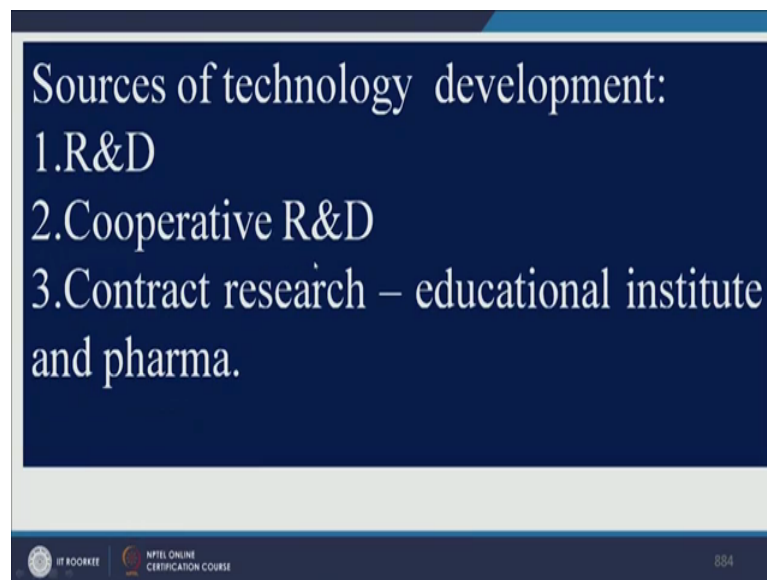 Sources of technology development:
1.R&D
2.Cooperative R&D
3.Contract research – educational institute
and pharma.
IIT ROORKEE
NPTEL ONLINE
CERTIFICATION COURSE
884